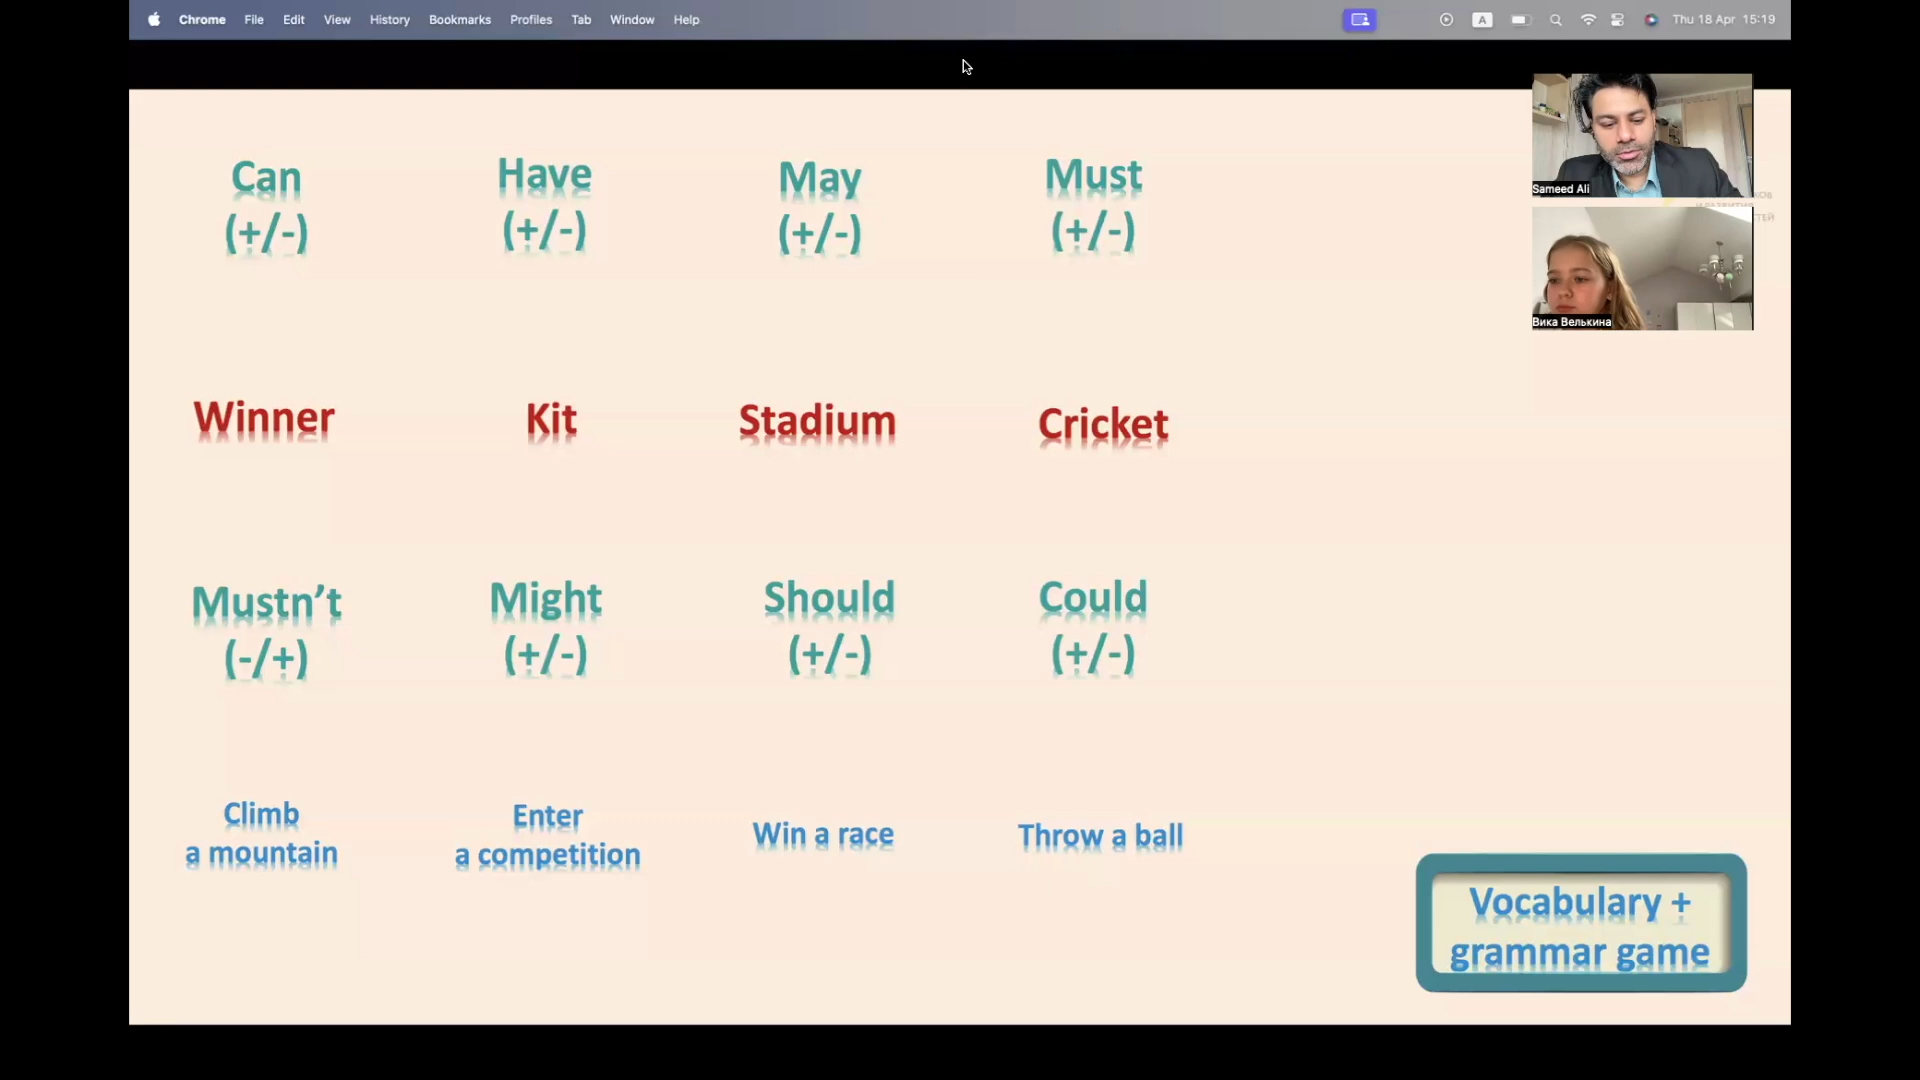 Chrome File Edit View History Bookmarks Profiles Tab Window Help A Thu 18 Apr 15:19
Can Have May Must
(+/-) (+/-) (+/-) (+/-)
Sameed Ali
Вика Велькина
Winner Kit Stadium Cricket
Mustn't Might Should Could
(-/+) (+/-) (+/-) (+/-)
Climb
a mountain
Enter
a competition
Win a race
Throw a ball
Vocabulary +
grammar game